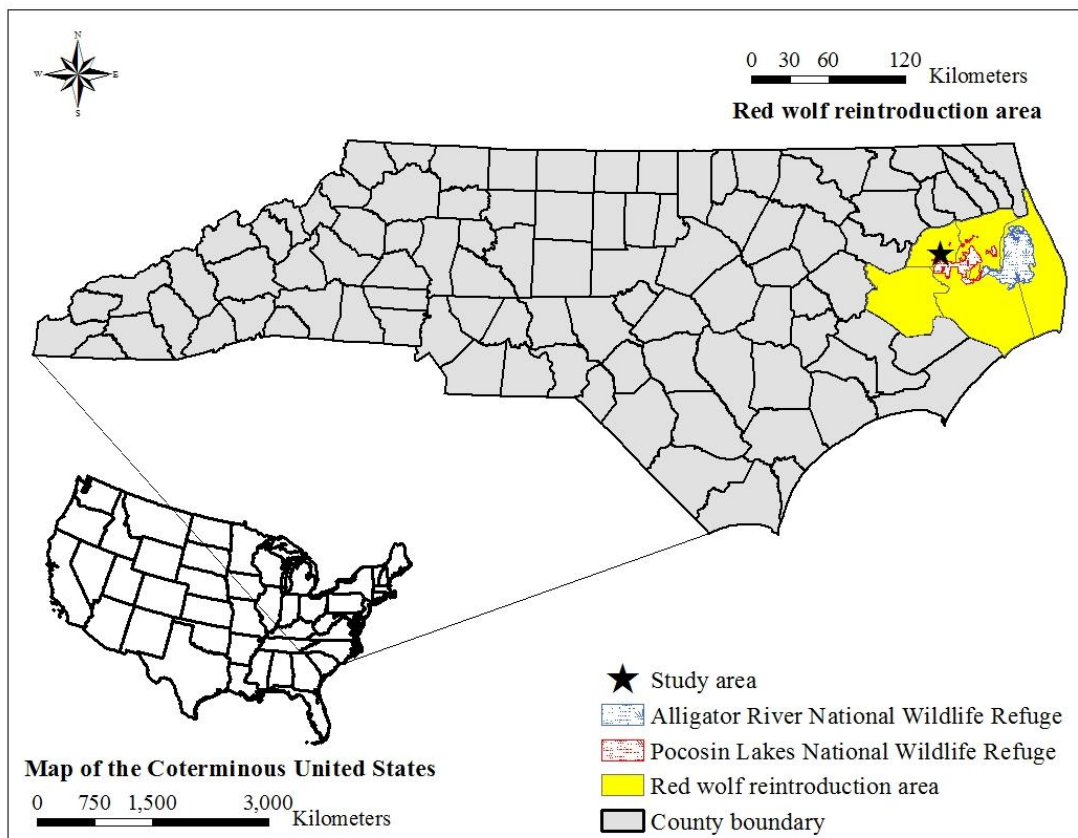 N
W E
S
0 30 60 120
Kilometers
Red wolf reintroduction area
Study area
Alligator River National Wildlife Refuge
Pocosin Lakes National Wildlife Refuge
Red wolf reintroduction area
County boundary
Map of the Coterminous United States
0 750 1,500 3,000
Kilometers